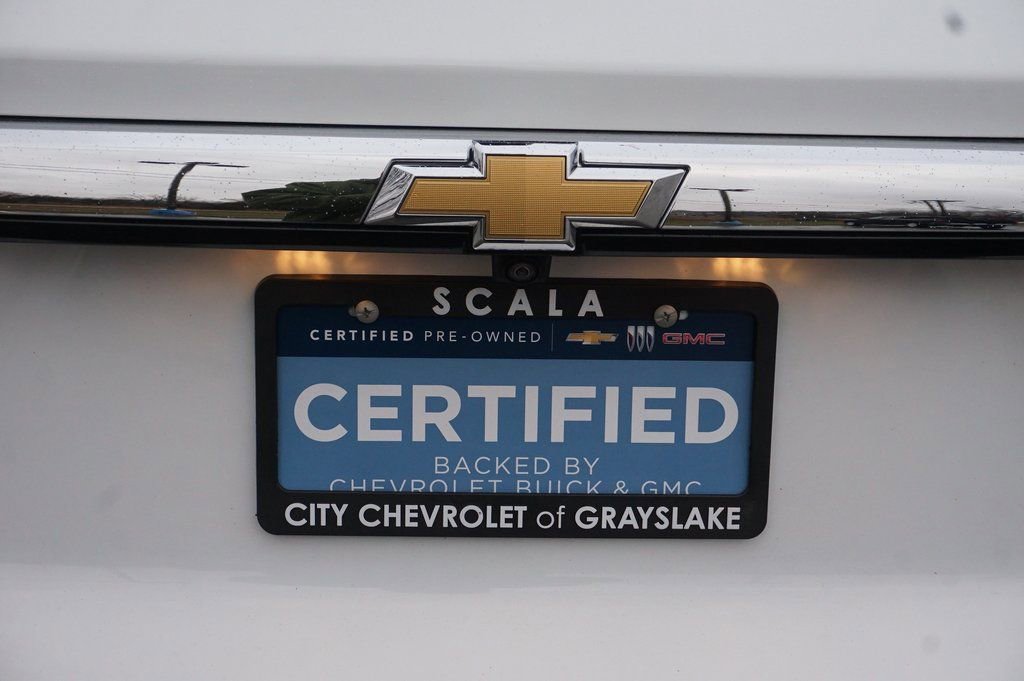 SCALA
CERTIFIED PRE-OWNED GMC
CERTIFIED
BACKED BY
CHEVROLET BUICK & GMC
CITY CHEVROLET of GRAYSLAKE